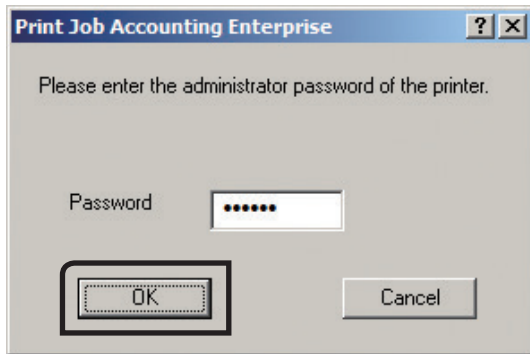 Print Job Accounting Enterprise
Please enter the administrator password of the printer.
Password ••••••
OK Cancel